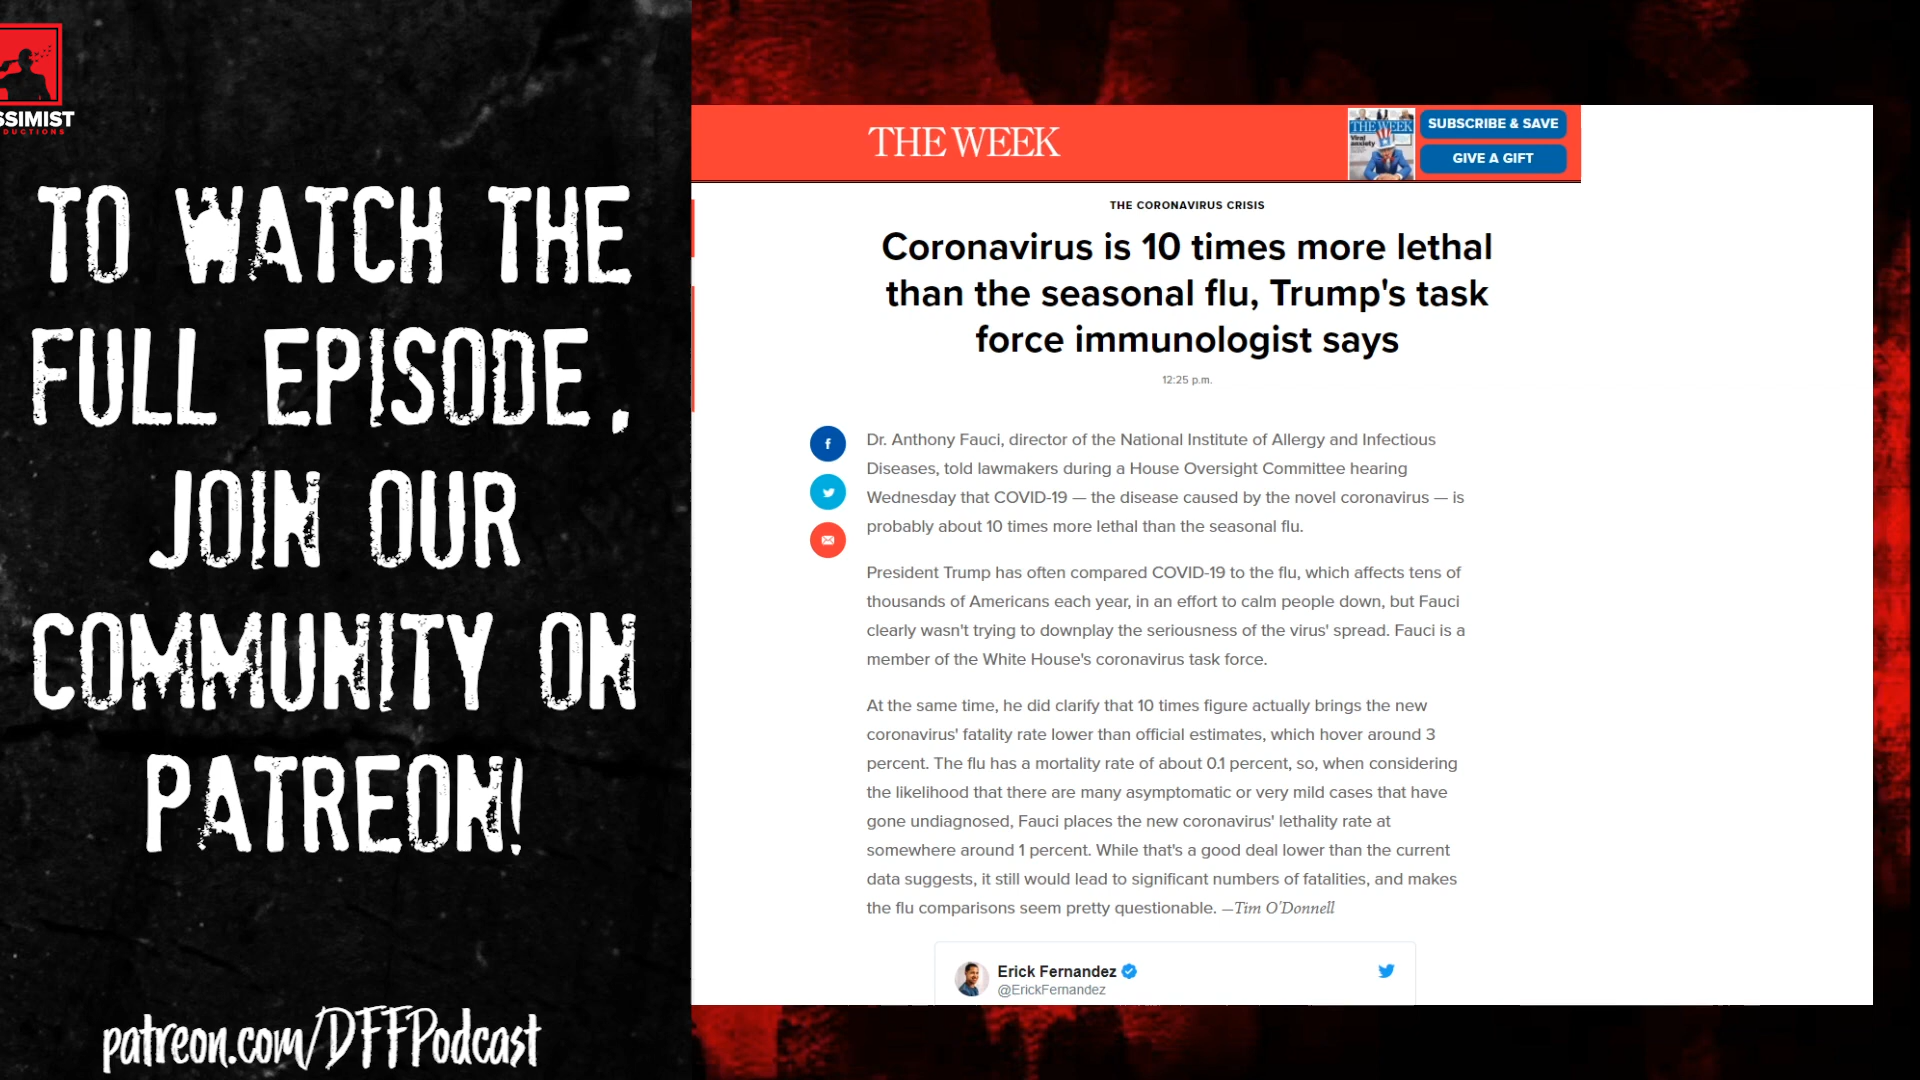 SSIMIST
DUCTIONS
TO WATCH THE
FULL EPISODE,
JOIN OUR
COMMUNITY ON
PATREON!
patreon.com/DFFPodcast
THE WEEK
THE WEEK
Viral
anxiety
SUBSCRIBE & SAVE
GIVE A GIFT
THE CORONAVIRUS CRISIS
Coronavirus is 10 times more lethal
than the seasonal flu, Trump's task
force immunologist says
12:25 p.m.
Dr. Anthony Fauci, director of the National Institute of Allergy and Infectious
Diseases, told lawmakers during a House Oversight Committee hearing
Wednesday that COVID-19 — the disease caused by the novel coronavirus — is
probably about 10 times more lethal than the seasonal flu.
President Trump has often compared COVID-19 to the flu, which affects tens of
thousands of Americans each year, in an effort to calm people down, but Fauci
clearly wasn't trying to downplay the seriousness of the virus' spread. Fauci is a
member of the White House's coronavirus task force.
At the same time, he did clarify that 10 times figure actually brings the new
coronavirus' fatality rate lower than official estimates, which hover around 3
percent. The flu has a mortality rate of about 0.1 percent, so, when considering
the likelihood that there are many asymptomatic or very mild cases that have
gone undiagnosed, Fauci places the new coronavirus' lethality rate at
somewhere around 1 percent. While that's a good deal lower than the current
data suggests, it still would lead to significant numbers of fatalities, and makes
the flu comparisons seem pretty questionable. —Tim O'Donnell
Erick Fernandez
@ErickFernandez